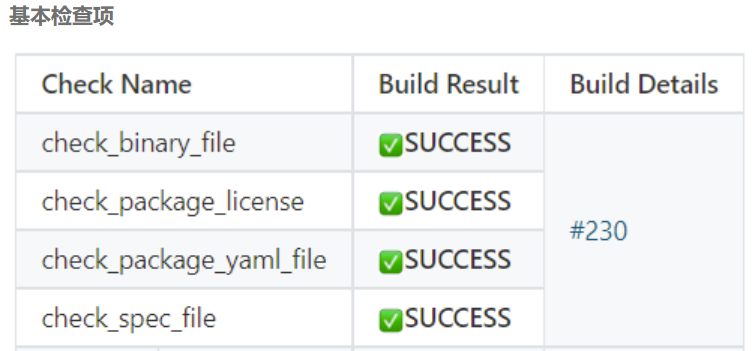 基本检查项
Check Name Build Result Build Details
check_binary_file ✅SUCCESS
check_package_license ✅SUCCESS
#230
check_package_yaml_file ✅SUCCESS
check_spec_file ✅SUCCESS